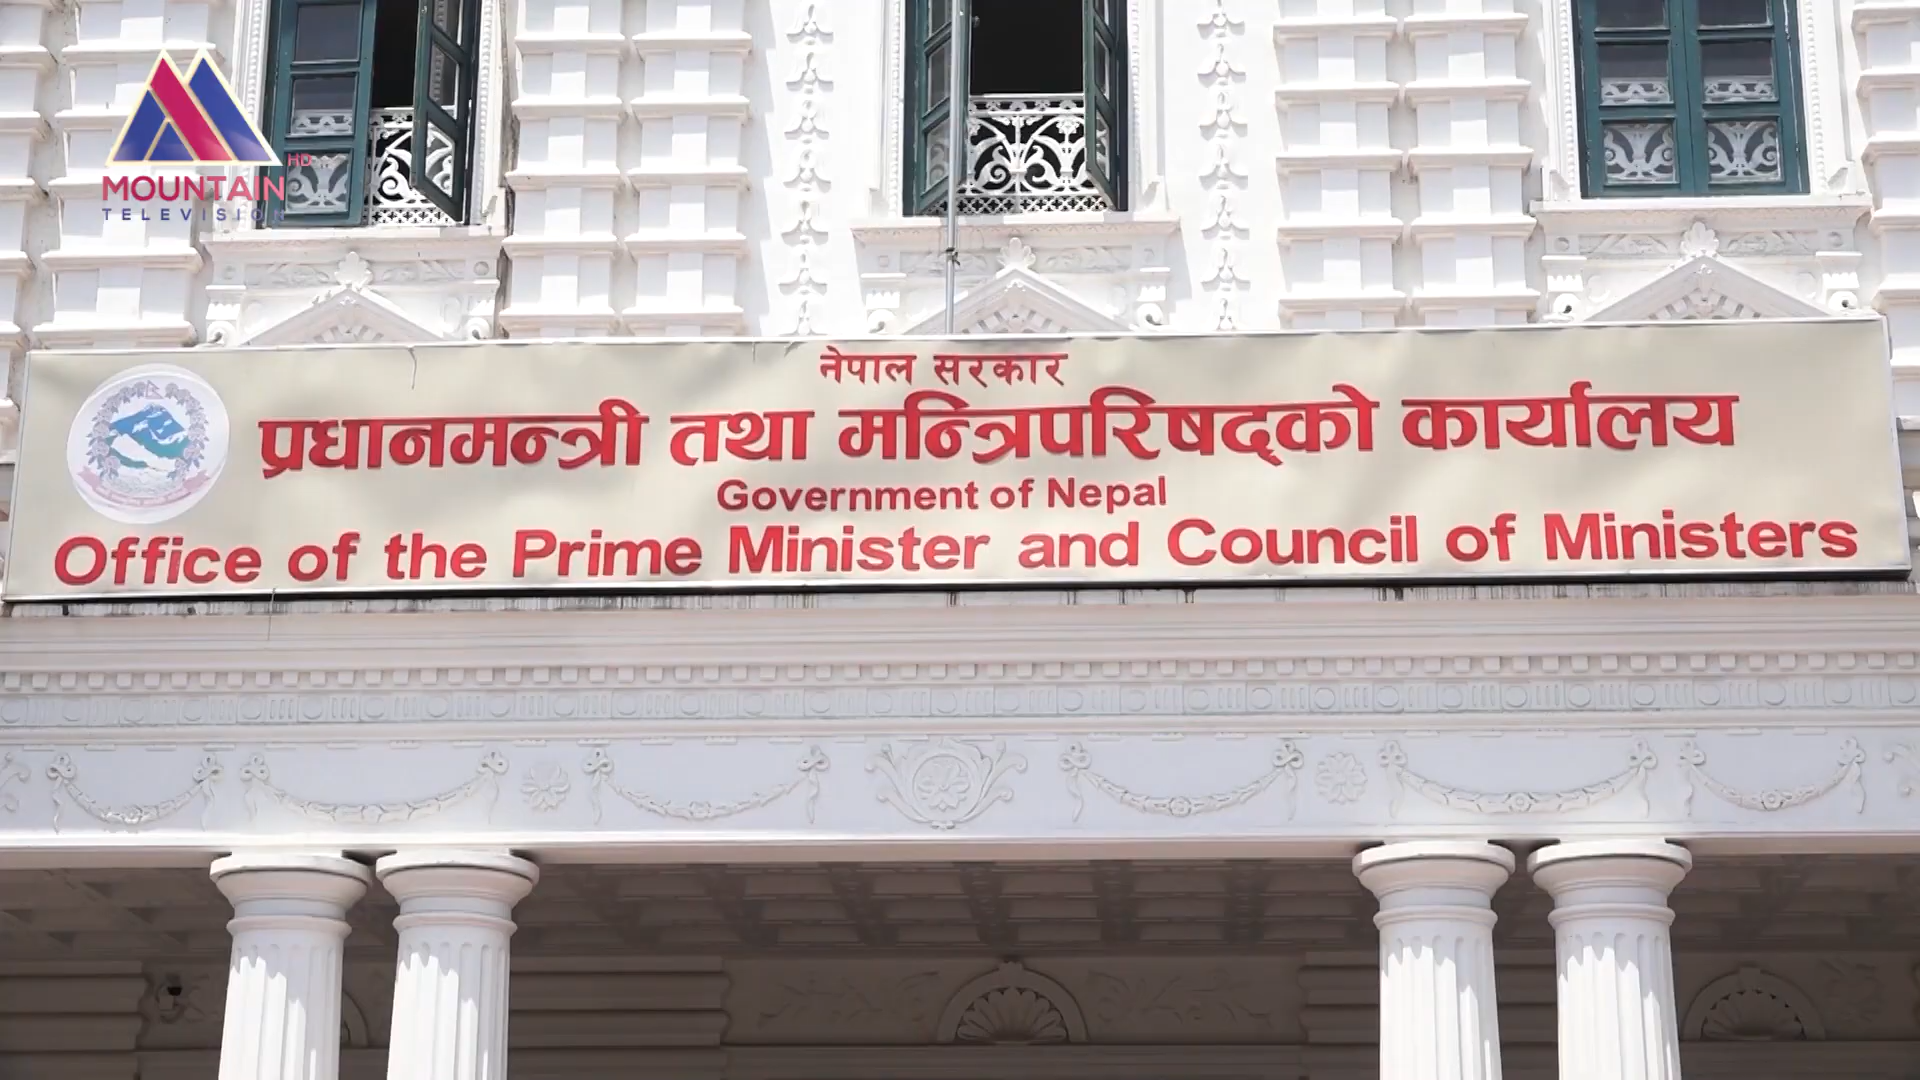 HD
MOUNTAIN
TELEVISION
नेपाल सरकार
प्रधानमन्त्री तथा मन्त्रिपरिषद्को कार्यालय
Government of Nepal
Office of the Prime Minister and Council of Ministers